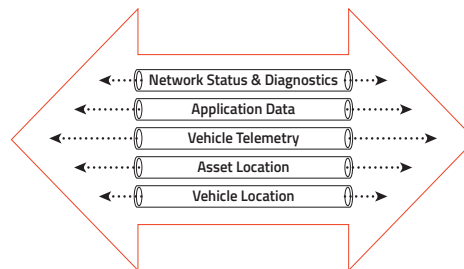 Network Status & Diagnostics
Application Data
Vehicle Telemetry
Asset Location
Vehicle Location